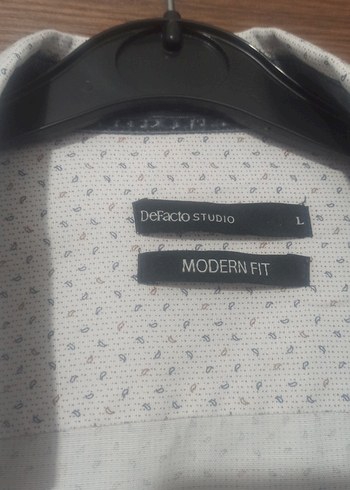 DeFacto STUDIO L
MODERN FIT